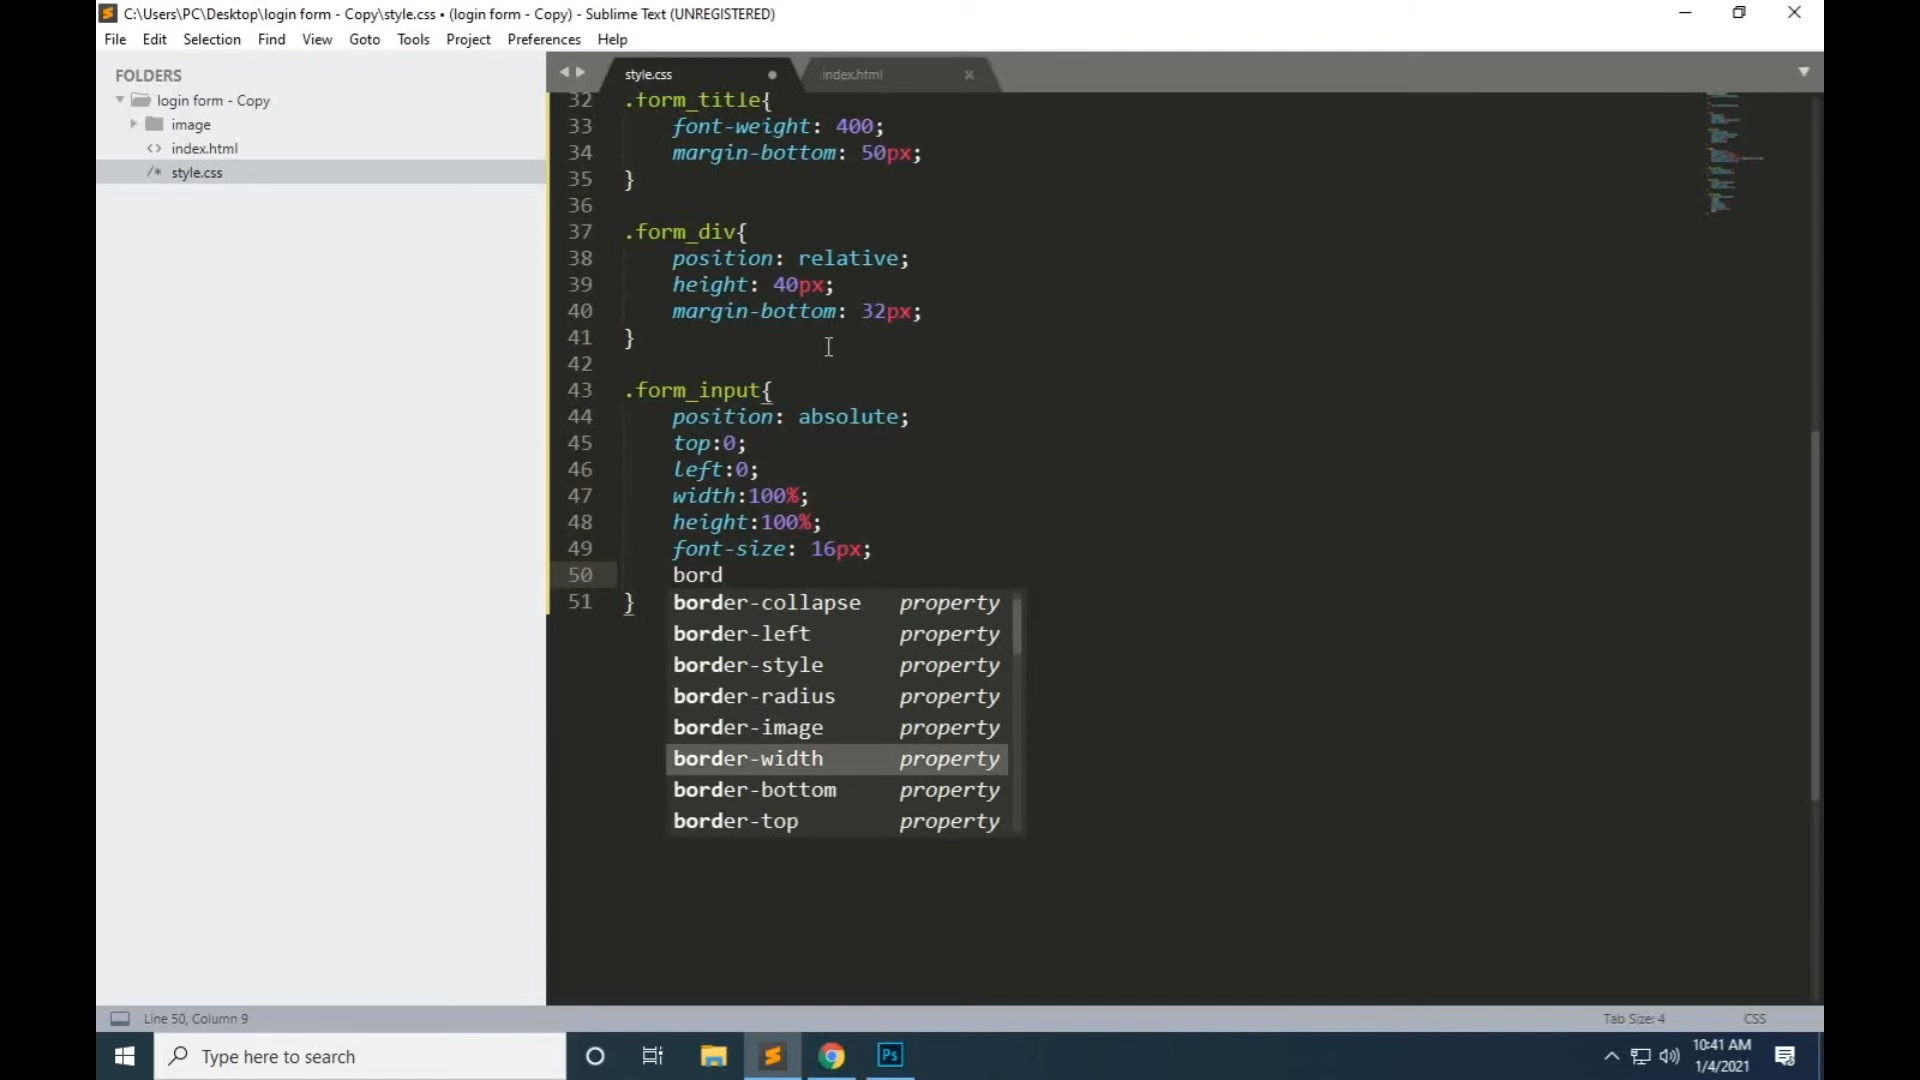 C:\Users\PC\Desktop\login form - Copy\style.css • (login form - Copy) - Sublime Text (UNREGISTERED)
File Edit Selection Find View Goto Tools Project Preferences Help
FOLDERS
login form - Copy
image
<> index.html
/* style.css
style.css
index.html
32 .form_title{
33 font-weight: 400;
34 margin-bottom: 50px;
35 }
36
37 .form_div{
38 position: relative;
39 height: 40px;
40 margin-bottom: 32px;
41 }
42
43 .form_input{
44 position: absolute;
45 top:0;
46 left:0;
47 width:100%;
48 height:100%;
49 font-size: 16px;
50 bord
51 }
border-collapse property
border-left property
border-style property
border-radius property
border-image property
border-width property
border-bottom property
border-top property
Line 50, Column 9
Tab Size: 4
CSS
Type here to search
Ps
10:41 AM
1/4/2021